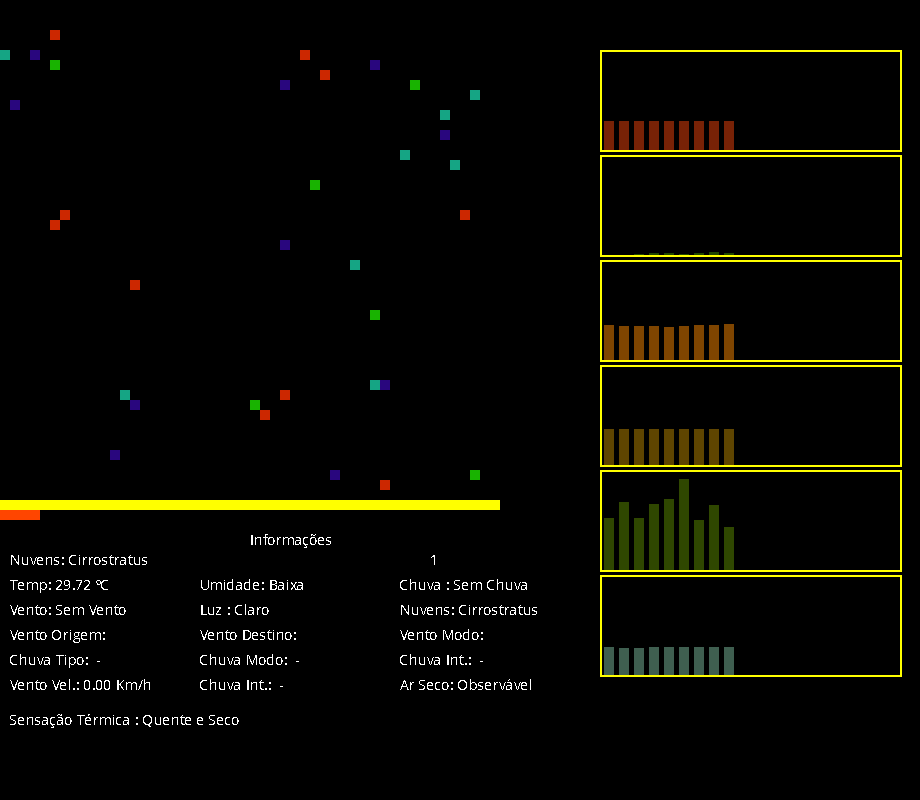 Informações
Nuvens: Cirrostratus 1
Temp: 29.72 ºC Umidade: Baixa Chuva : Sem Chuva
Vento: Sem Vento Luz : Claro Nuvens: Cirrostratus
Vento Origem: Vento Destino: Vento Modo:
Chuva Tipo: - Chuva Modo: - Chuva Int.: -
Vento Vel.: 0.00 Km/h Chuva Int.: - Ar Seco: Observável
Sensação Térmica : Quente e Seco